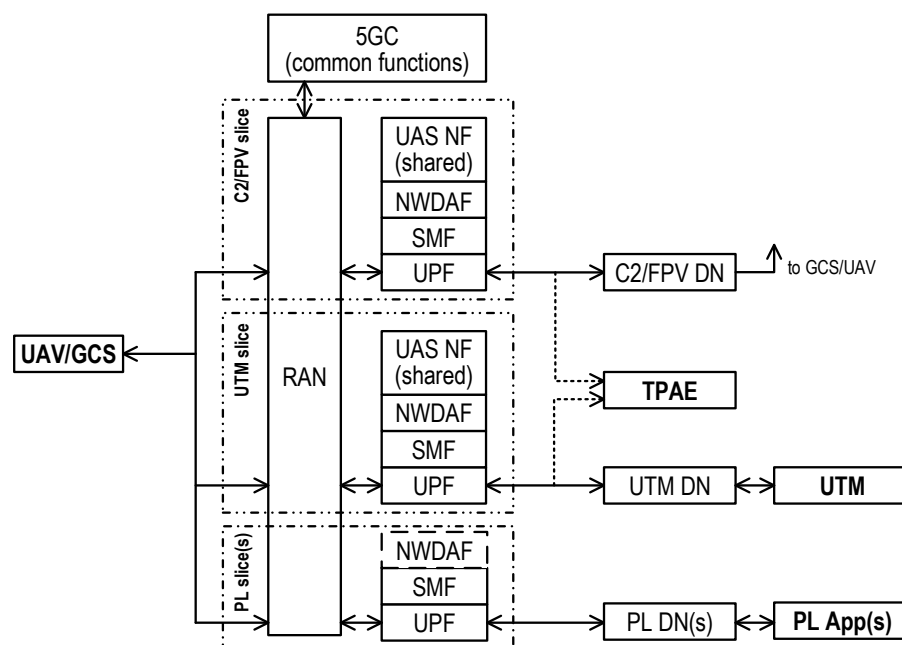 5GC
(common functions)
C2/FPV slice
UAS NF
(shared)
NWDAF
SMF
UPF
C2/FPV DN
to GCS/UAV
UAV/GCS
UTM slice
RAN
UAS NF
(shared)
NWDAF
SMF
UPF
TPAE
UTM DN
UTM
PL slice(s)
NWDAF
SMF
UPF
PL DN(s)
PL App(s)